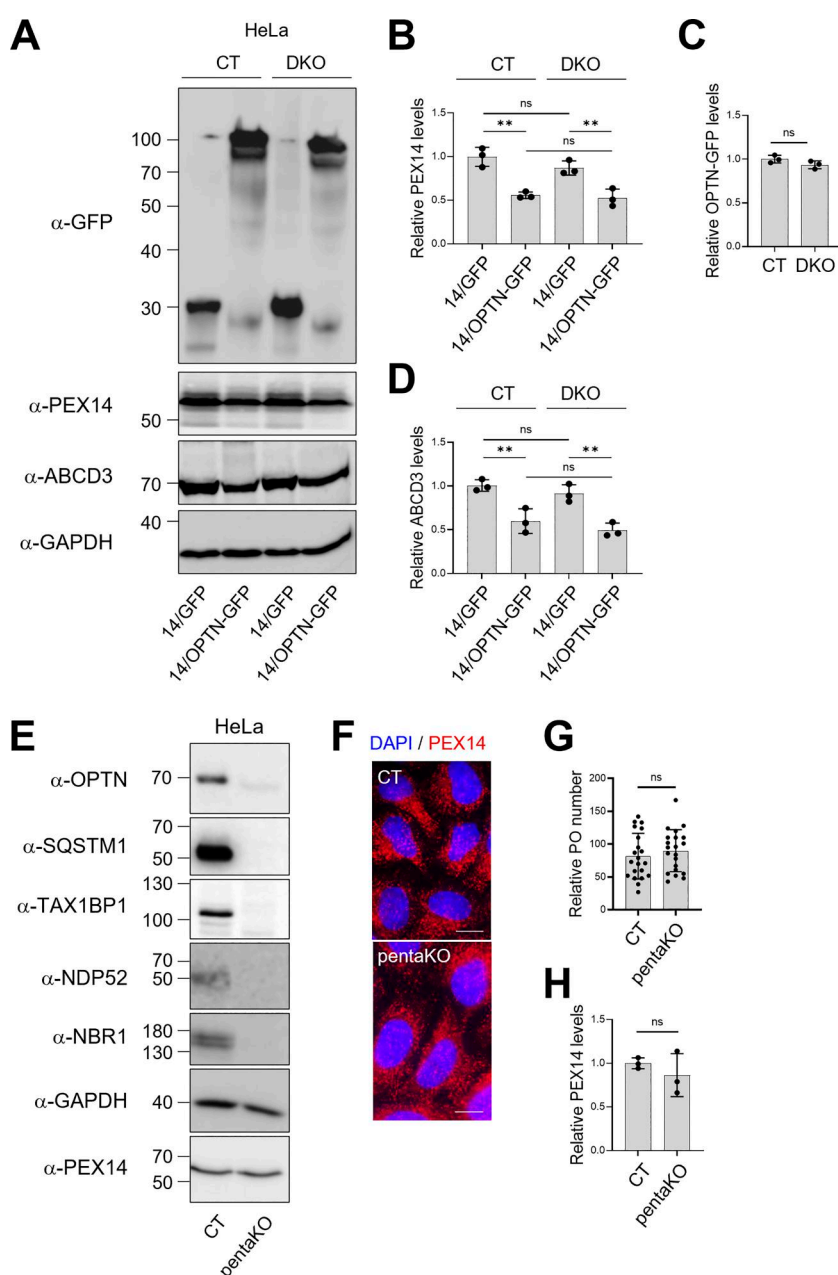 A
HeLa
CT DKO
α-GFP
100
70
50
40
30
α-PEX14
50
α-ABCD3
70
α-GAPDH
40
14/GFP
14/OPTN-GFP
14/GFP
14/OPTN-GFP
B
CT DKO
Relative PEX14 levels
1.5
1.0
0.5
0.0
ns
** **
ns
14/GFP
14/OPTN-GFP
14/GFP
14/OPTN-GFP
C
Relative OPTN-GFP levels
1.5
1.0
0.5
0.0
ns
CT DKO
D
CT DKO
Relative ABCD3 levels
1.5
1.0
0.5
0.0
ns
** **
ns
14/GFP
14/OPTN-GFP
14/GFP
14/OPTN-GFP
E
HeLa
α-OPTN
70
α-SQSTM1
70
50
α-TAX1BP1
130
100
α-NDP52
70
50
α-NBR1
180
130
α-GAPDH
40
α-PEX14
70
50
CT
pentaKO
F
DAPI / PEX14
CT
pentaKO
G
Relative PO number
200
150
100
50
0
ns
CT
pentaKO
H
Relative PEX14 levels
1.5
1.0
0.5
0.0
ns
CT
pentaKO